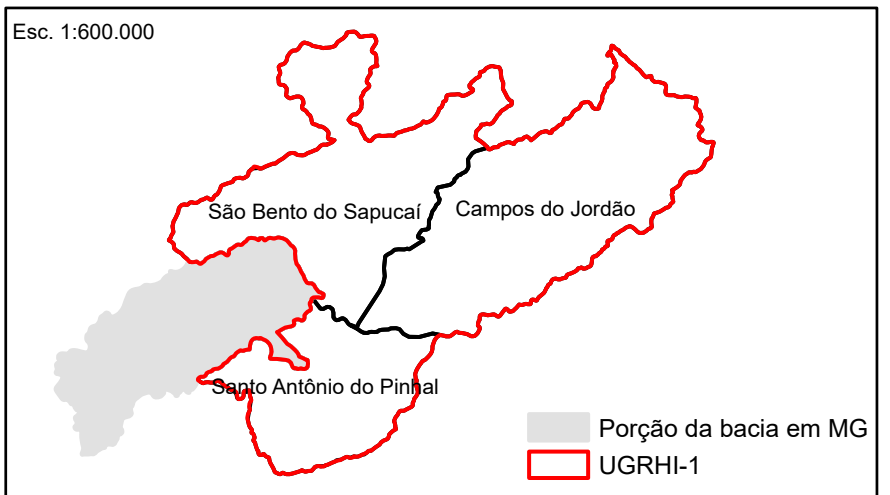 Esc. 1:600.000
São Bento do Sapucaí
Campos do Jordão
Santo Antônio do Pinhal
Porção da bacia em MG
UGRHI-1